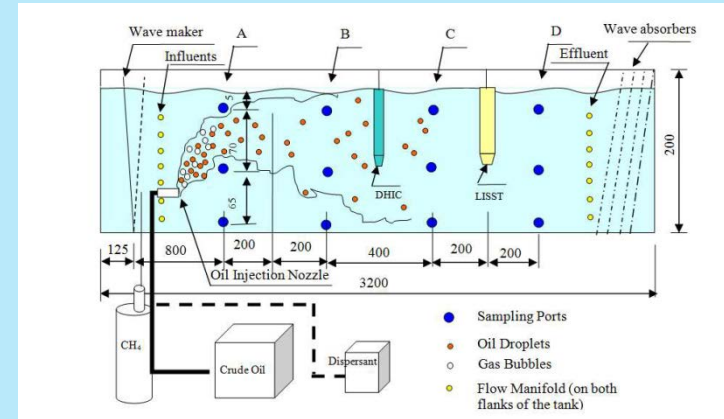 Wave maker
A
B
C
D
Wave absorbers
Influents
Effluent
5
70
65
200
DHIC
LISST
125
800
200
200
400
200
200
Oil Injection Nozzle
3200
CH₄
Crude Oil
Dispersant
Sampling Ports
Oil Droplets
Gas Bubbles
Flow Manifold (on both
flanks of the tank)